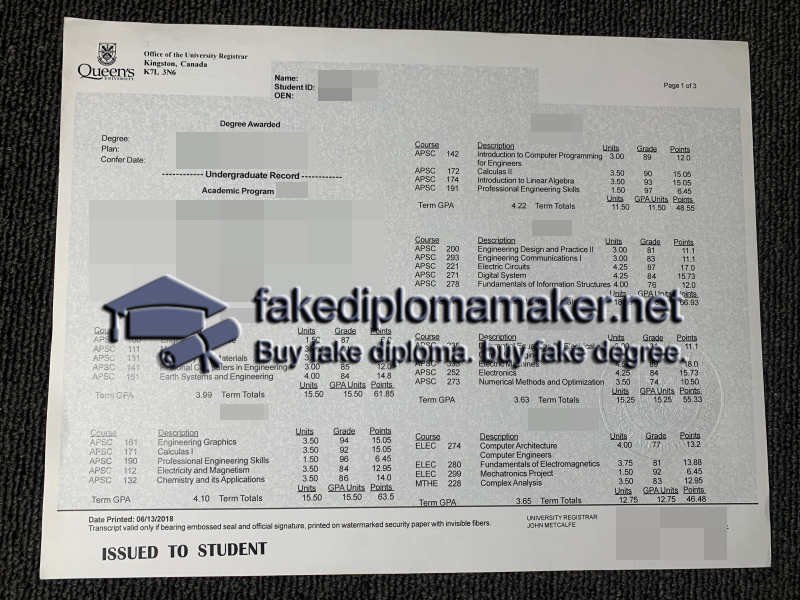 Queen's
UNIVERSITY
Office of the University Registrar
Kingston, Canada
K7L 3N6
Name:
Student ID:
OEN:
Page 1 of 3
Degree Awarded
Degree:
Plan:
Confer Date:
------------ Undergraduate Record ------------
Academic Program
Units Grade Points
APSC 111
APSC 131 aterials
APSC 141 ters in Engineering 3.00 85
APSC 151 Earth Systems and Engineering 4.00 84 14.8
Units GPA Units Points
Term GPA 3.99 Term Totals 15.50 15.50 61.85
Course Description Units Grade Points
APSC 161 Engineering Graphics 3.50 94 15.05
APSC 171 Calculas I 3.50 92 15.05
APSC 190 Professional Engineering Skills 1.50 96 6.45
APSC 112 Electricity and Magnetism 3.50 84 12.95
APSC 132 Chemistry and its Applications 3.50 86 14.0
Units GPA Units Points
Term GPA 4.10 Term Totals 15.50 15.50 63.5
Course Description Units Grade Points
APSC 142 Introduction to Computer Programming 3.00 89 12.0
for Engineers
APSC 172 Calculas II 3.50 90 15.05
APSC 174 Introduction to Linear Algebra 3.50 93 15.05
APSC 191 Professional Engineering Skills 1.50 97 6.45
Units GPA Units Points
Term GPA 4.22 Term Totals 11.50 11.50 48.55
Course Description Units Grade Points
APSC 200 Engineering Design and Practice II 3.00 81 11.1
APSC 293 Engineering Communications I 3.00 83 11.1
APSC 221 Electric Circuits 4.25 87 17.0
APSC 271 Digital System 4.25 84 15.73
APSC 278 Fundamentals of Information Structures 4.00 76 12.0
Units GPA Units Points
66.93
fakediplomamaker.net
Buy fake diploma. buy fake degree.
11.1
Electric Machines 18.0
APSC 252 Electronics 4.25 84 15.73
APSC 273 Numerical Methods and Optimization 3.50 74 10.50
Units GPA Units Points
Term GPA 3.63 Term Totals 15.25 15.25 55.33
Course Description Units Grade Points
ELEC 274 Computer Architecture 4.00 77 13.2
Computer Engineers
ELEC 280 Fundamentals of Electromagnetics 3.75 81 13.88
ELEC 299 Mechatronics Project 1.50 92 6.45
MTHE 228 Complex Analysis 3.50 83 12.95
Units GPA Units Points
Term GPA 3.65 Term Totals 12.75 12.75 46.48
Date Printed: 06/13/2018
Transcript valid only if bearing embossed seal and official signature, printed on watermarked security paper with invisible fibers.
UNIVERSITY REGISTRAR
JOHN METCALFE
ISSUED TO STUDENT